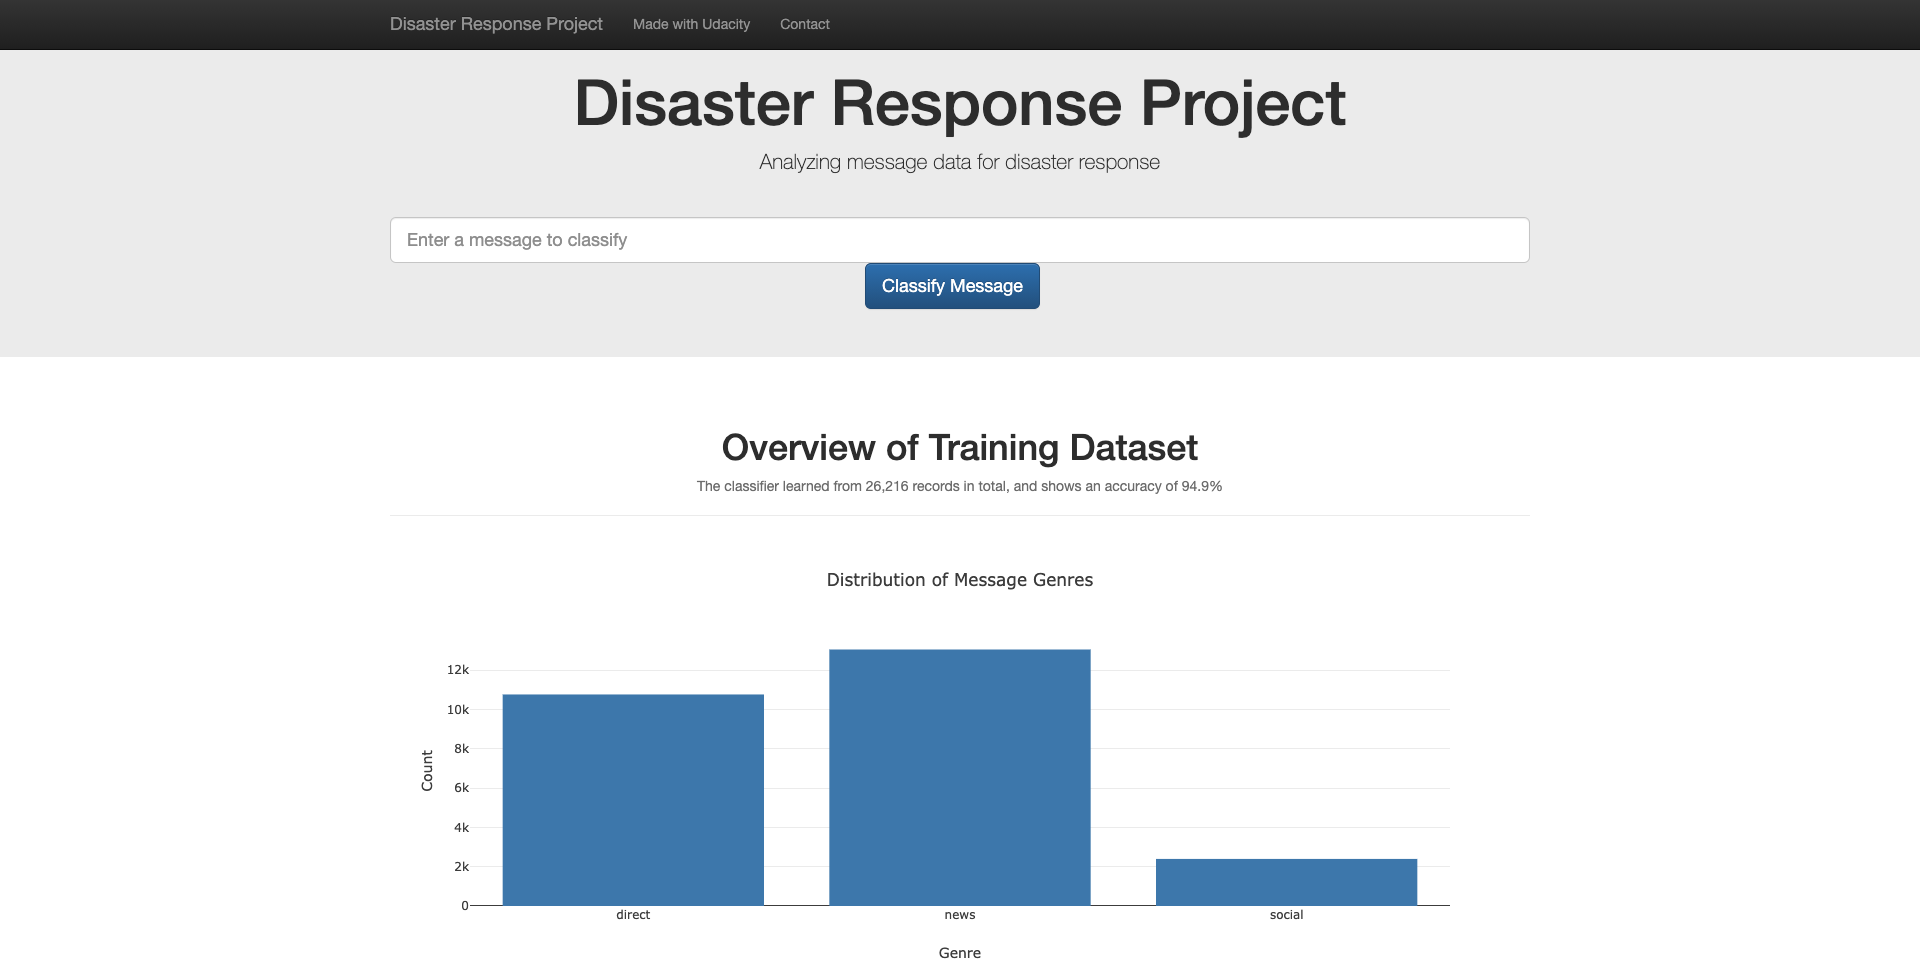 Disaster Response Project Made with Udacity Contact
Disaster Response Project
Analyzing message data for disaster response
Enter a message to classify
Classify Message
Overview of Training Dataset
The classifier learned from 26,216 records in total, and shows an accuracy of 94.9%
Distribution of Message Genres
12k
10k
8k
6k
4k
2k
0
Count
direct news social
Genre